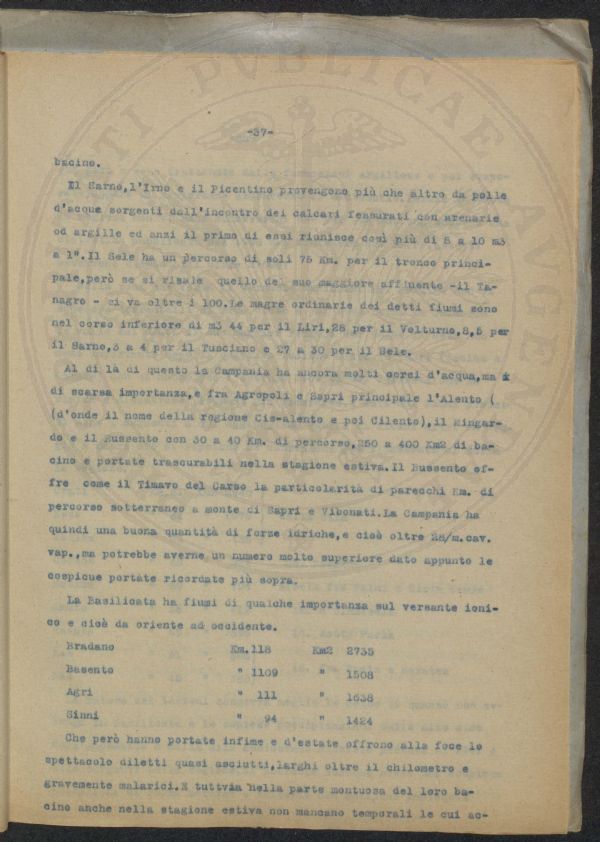 -37-
bacino.
Il Sarno,l'Irno e il Picentino provengono più che altro da polle
d'acque sorgenti dall'incontro dei calcari fessurati con arenarie
od argille ed anzi il primo di essi riunisce così più di 8 a 10 m3
a 1".Il Sele ha un percorso di soli 75 Km. per il tronco princi-
pale,però se si risale quello del suo maggiore affluente -il Ta-
nagro - si va oltre i 100.Le magre ordinarie dei detti fiumi sono
nel corso inferiore di m3 44 per il Liri,28 per il Volturno,8,5 per
il Sarno,3 a 4 per il Tusciano e 27 a 30 per il Sele.
Al di là di questo la Campania ha ancora molti corsi d'acqua,ma
di scarsa importanza,e fra Agropoli e Sapri principale l'Alento (
(d'onde il nome della regione Cis-alento e poi Cilento),il Mingar-
do e il Bussento con 30 a 40 Km. di percorso,250 a 400 Km2 di ba-
cino e portate trascurabili nella stagione estiva.Il Bussento of-
fre come il Timavo del Carso la particolarità di parecchi Km. di
percorso sotterraneo a monte di Sapri e Vibonati.La Campania ha
quindi una buona quantità di forze idriche,e cioè oltre 28/m.cav.
vap.,ma potrebbe averne un numero molto superiore dato appunto le
cospicue portate ricordate più sopra.
La Basilicata ha fiumi di qualche importanza sul versante ioni-
co e cioè da oriente ad occidente.
Bradano Km.118 Km2 2735
Basento " 1109 " 1508
Agri " 111 " 1638
Sinni " 94 " 1424
Che però hanno portate infime e d'estate offrono alla foce lo
spettacolo diletti quasi asciutti,larghi oltre il chilometro e
gravemente malarici.E tuttvia nella parte montuosa del loro ba-
cino anche nella stagione estiva non mancano temporali le cui ac-